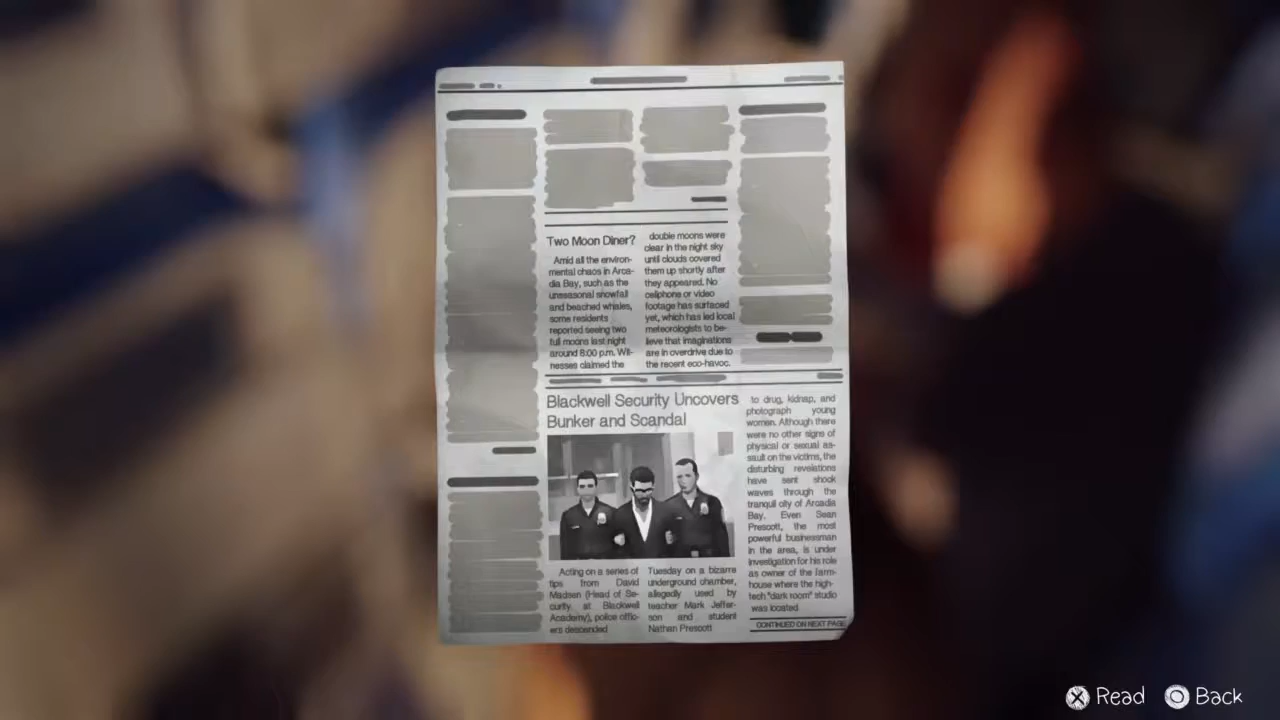 Two Moon Diner?
Amid all the environ-
mental chaos in Arca-
dia Bay, such as the
unseasonal snowfall
and beached whales,
some residents
reported seeing two
full moons last night
around 8:00 p.m. Wit-
nesses claimed the
double moons were
clear in the night sky
until clouds covered
them up shortly after
they appeared. No
cellphone or video
footage has surfaced
yet, which has led local
meteorologists to be-
lieve that imaginations
are in overdrive due to
the recent eco-havoc.
Blackwell Security Uncovers
Bunker and Scandal
Acting on a series of
tips from David
Madsen (Head of Se-
curity at Blackwell
Academy), police offic-
ers descended
Tuesday on a bizarre
underground chamber,
allegedly used by
teacher Mark Jeffer-
son and student
Nathan Prescott
to drug, kidnap, and
photograph young
women. Although there
were no other signs of
physical or sexual as-
sault on the victims, the
disturbing revelations
have sent shock
waves through the
tranquil city of Arcadia
Bay. Even Sean
Prescott, the most
powerful businessman
in the area, is under
investigation for his role
as owner of the farm-
house where the high-
tech "dark room" studio
was located.
CONTINUED ON NEXT PAGE
Read
Back